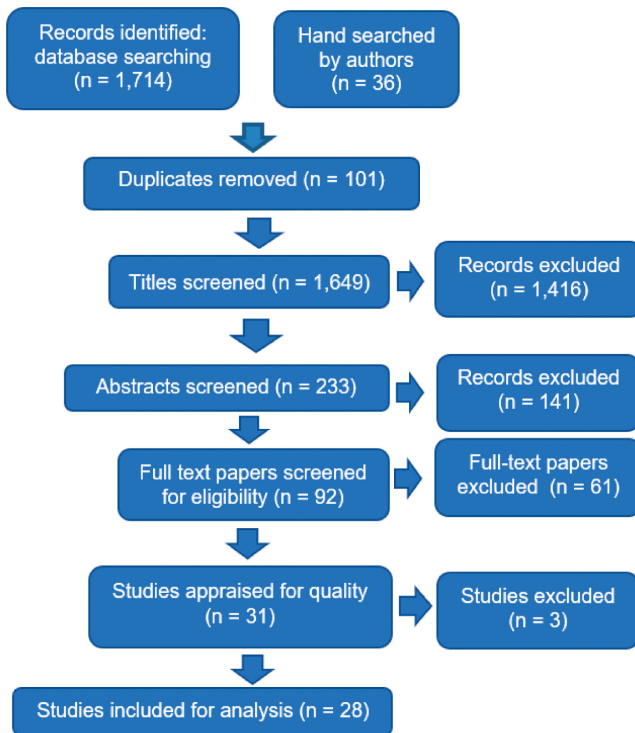 Records identified:
database searching
(n = 1,714)
Hand searched
by authors
(n = 36)
Duplicates removed (n = 101)
Titles screened (n = 1,649)
Records excluded
(n = 1,416)
Abstracts screened (n = 233)
Records excluded
(n = 141)
Full text papers screened
for eligibility (n = 92)
Full-text papers
excluded (n = 61)
Studies appraised for quality
(n = 31)
Studies excluded
(n = 3)
Studies included for analysis (n = 28)